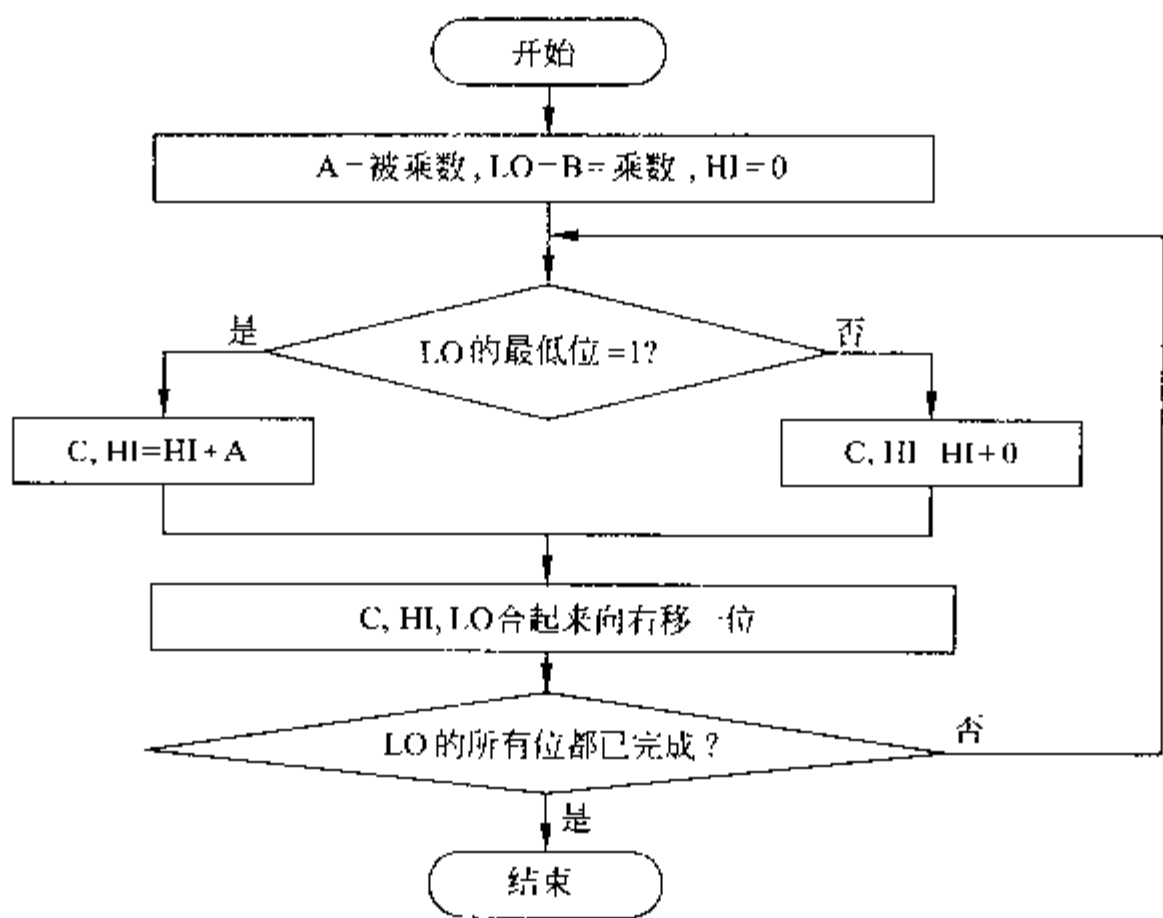 开始
A=被乘数,LO=B=乘数,HI=0
LO的最低位=1?
是
否
C,HI=HI+A
C,HI HI+0
C,HI,LO合起来向右移一位
LO的所有位都已完成?
否
是
结束